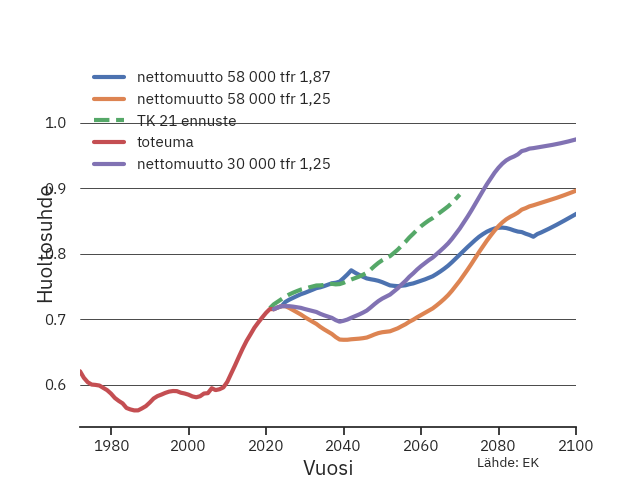 nettomuutto 58 000 tfr 1,87
nettomuutto 58 000 tfr 1,25
TK 21 ennuste
toteuma
nettomuutto 30 000 tfr 1,25
Huoltosuhde
1.0
0.9
0.8
0.7
0.6
1980 2000 2020 2040 2060 2080 2100
Vuosi
Lähde: EK